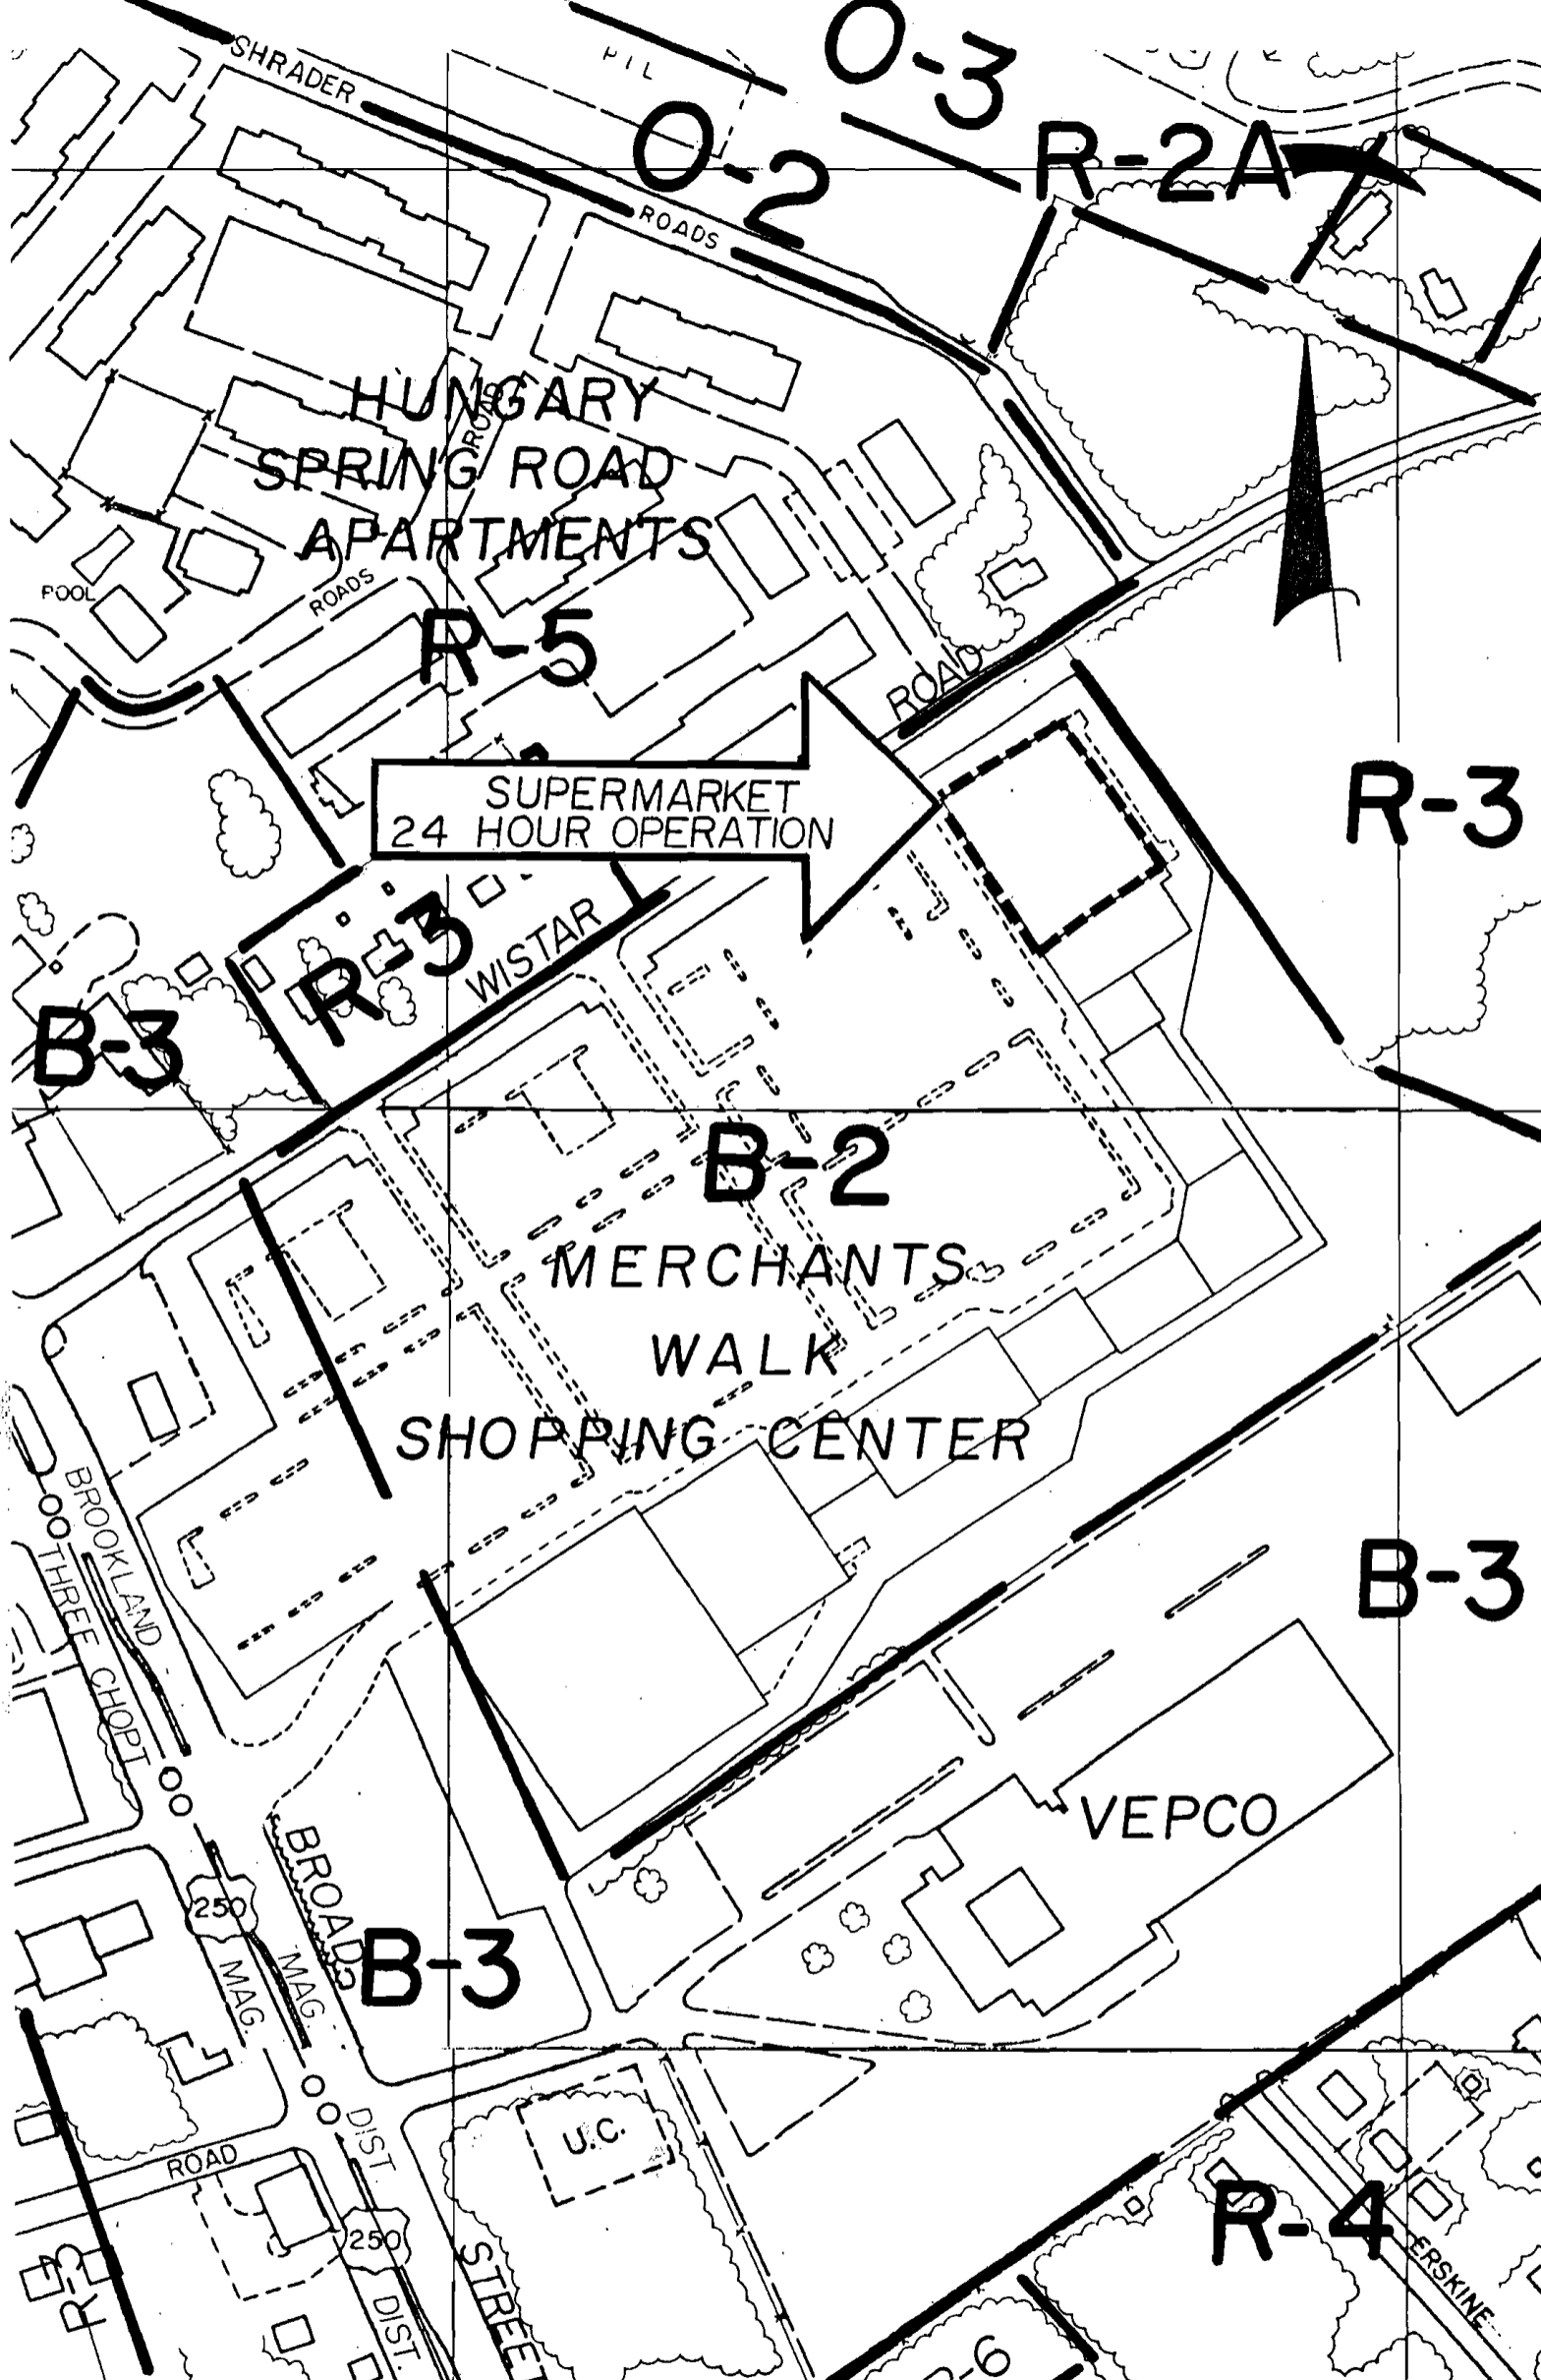 SHRADER
O-3
O-2
R-2A
ROADS
HUNGARY
ROAD
SPRING ROAD
APARTMENTS
POOL
ROADS
R-5
ROAD
SUPERMARKET
24 HOUR OPERATION
R-3
R-3
WISTAR
B-3
B-2
MERCHANTS
WALK
SHOPPING CENTER
BROOKLAND
THREE CHOPT
B-3
VEPCO
BROAD
250
MAG.
MAG.
B-3
U.C.
DIST.
ROAD
R-4
250
ERSKINE
R-3
STREET
DIST.